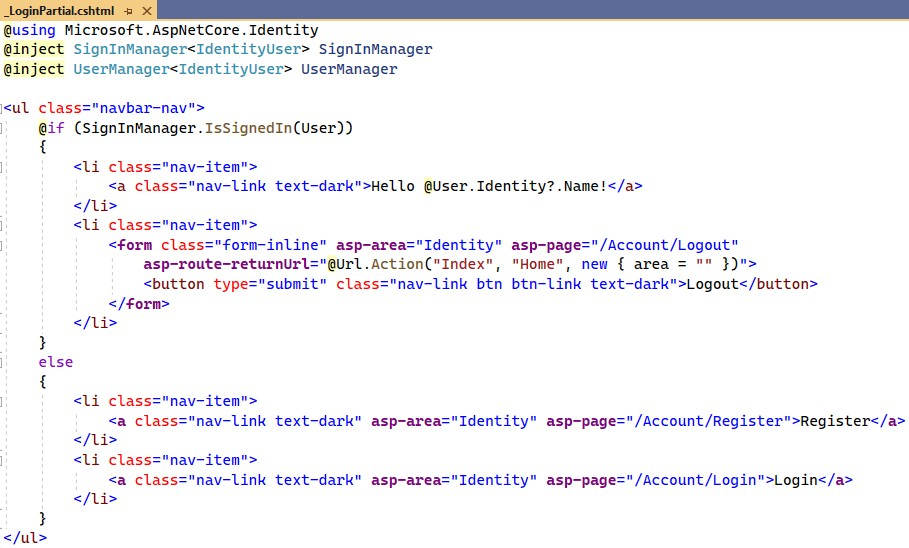 _LoginPartial.cshtml
@using Microsoft.AspNetCore.Identity
@inject SignInManager<IdentityUser> SignInManager
@inject UserManager<IdentityUser> UserManager
<ul class="navbar-nav">
    @if (SignInManager.IsSignedIn(User))
    {
        <li class="nav-item">
            <a class="nav-link text-dark">Hello @User.Identity?.Name!</a>
        </li>
        <li class="nav-item">
            <form class="form-inline" asp-area="Identity" asp-page="/Account/Logout"
                asp-route-returnUrl="@Url.Action("Index", "Home", new { area = "" })">
                <button type="submit" class="nav-link btn btn-link text-dark">Logout</button>
            </form>
        </li>
    }
    else
    {
        <li class="nav-item">
            <a class="nav-link text-dark" asp-area="Identity" asp-page="/Account/Register">Register</a>
        </li>
        <li class="nav-item">
            <a class="nav-link text-dark" asp-area="Identity" asp-page="/Account/Login">Login</a>
        </li>
    }
</ul>